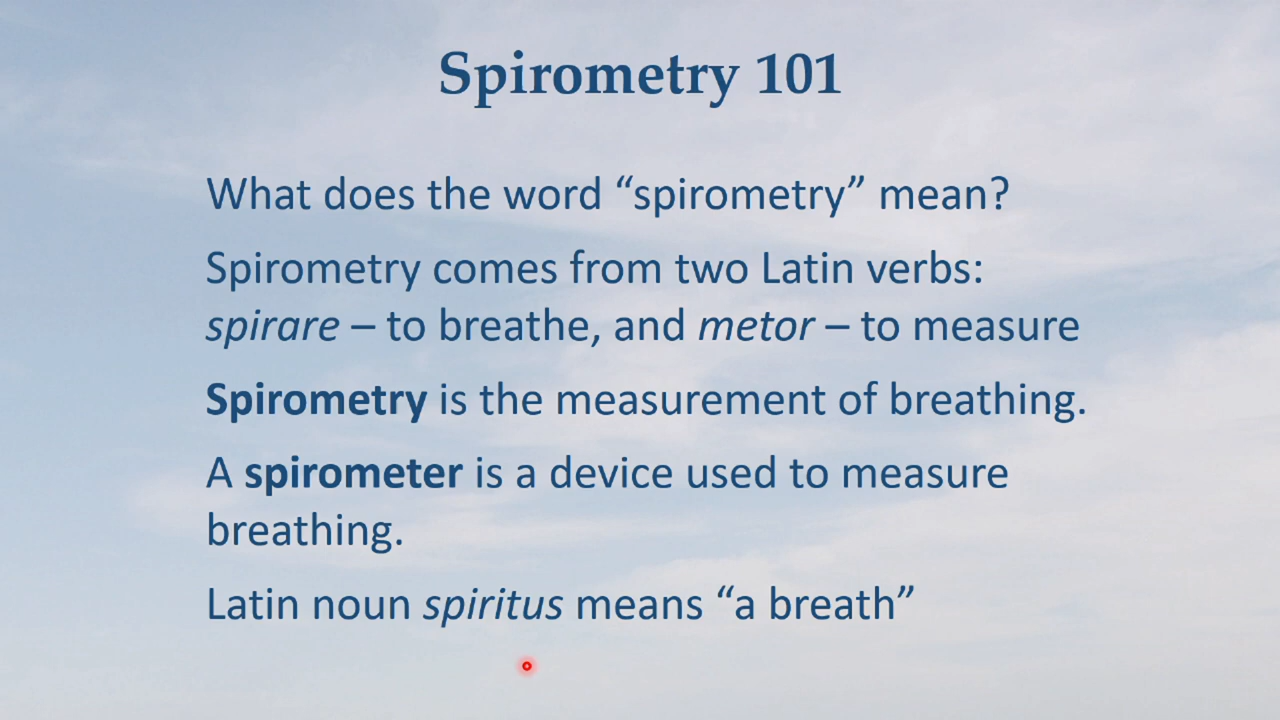 Spirometry 101
What does the word “spirometry” mean?
Spirometry comes from two Latin verbs:
spirare – to breathe, and metor – to measure
Spirometry is the measurement of breathing.
A spirometer is a device used to measure
breathing.
Latin noun spiritus means “a breath”